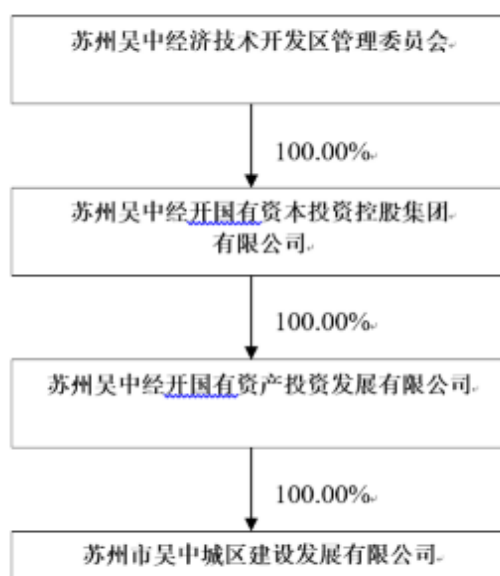 苏州吴中经济技术开发区管理委员会
100.00%
苏州吴中经开国有资本投资控股集团
有限公司
100.00%
苏州吴中经开国有资产投资发展有限公司
100.00%
苏州市吴中城区建设发展有限公司